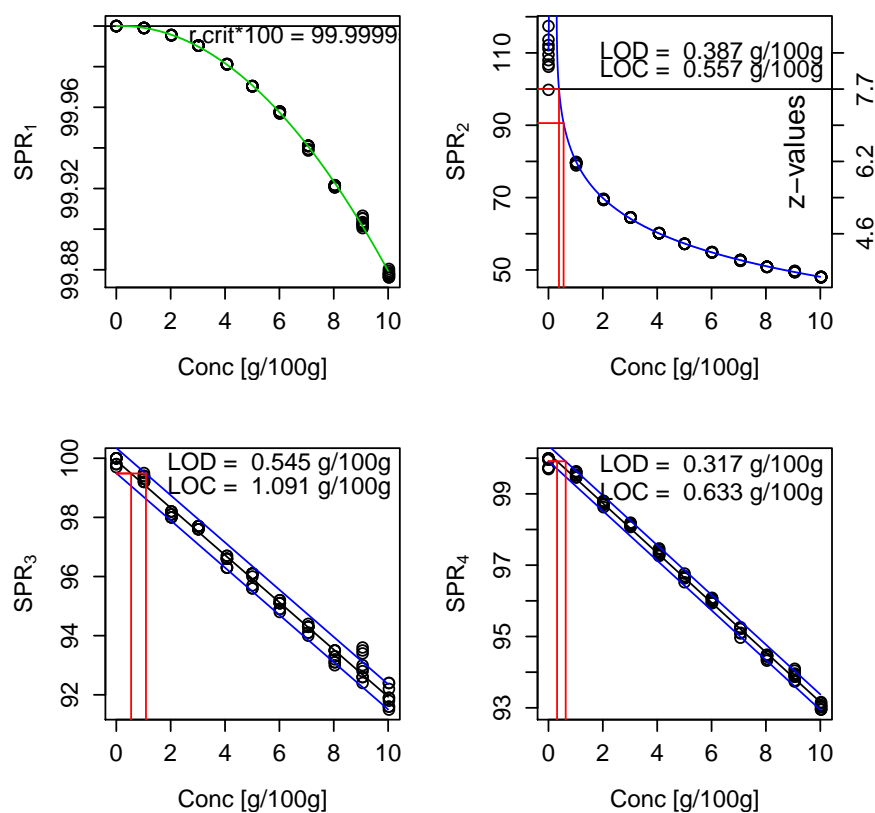 r.crit*100 = 99.9999
SPR1
99.88 99.92 99.96
0 2 4 6 8 10
Conc [g/100g]
LOD = 0.387 g/100g
LOC = 0.557 g/100g
SPR2
50 70 90 110
z−values
4.6 6.2 7.7
0 2 4 6 8 10
Conc [g/100g]
LOD = 0.545 g/100g
LOC = 1.091 g/100g
SPR3
92 94 96 98 100
0 2 4 6 8 10
Conc [g/100g]
LOD = 0.317 g/100g
LOC = 0.633 g/100g
SPR4
93 95 97 99
0 2 4 6 8 10
Conc [g/100g]